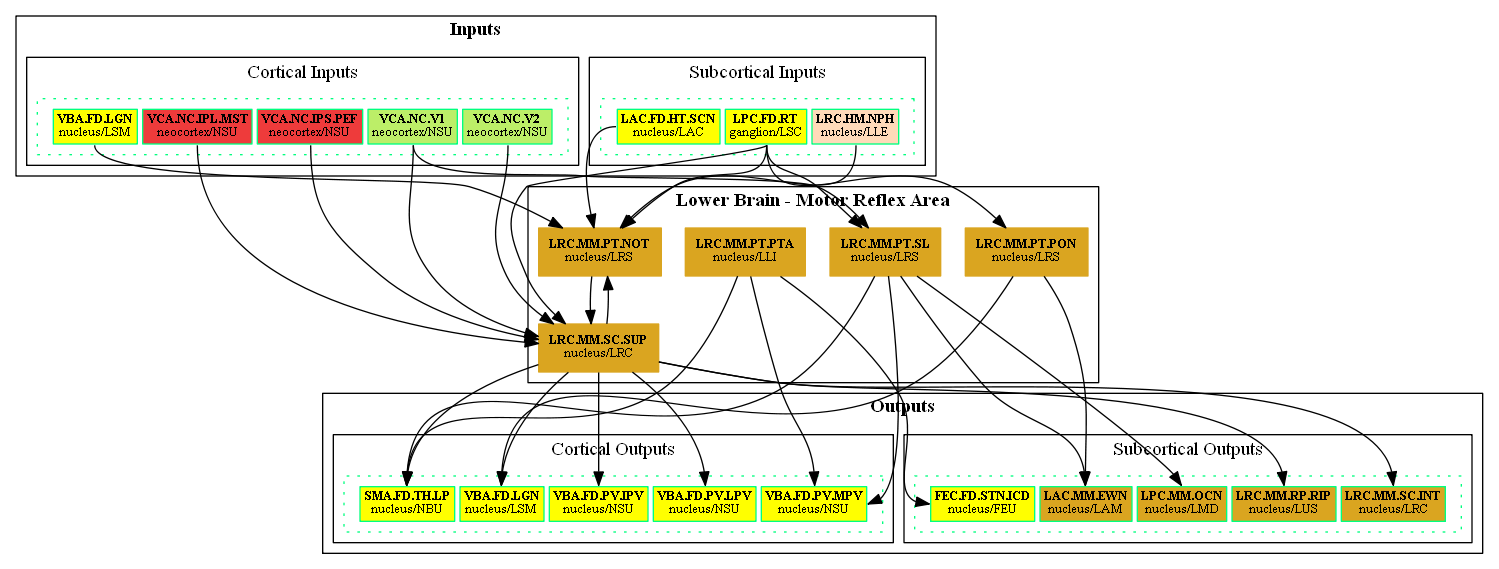 Inputs
Cortical Inputs
Subcortical Inputs
VBA.FD.LGN
nucleus/LSM
VCA.NC.IPL.MST
neocortex/NSU
VCA.NC.IPS.PEF
neocortex/NSU
VCA.NC.V1
neocortex/NSU
VCA.NC.V2
neocortex/NSU
LAC.FD.HT.SCN
nucleus/LAC
LPC.FD.RT
ganglion/LSC
LRC.HM.NPH
nucleus/LLE
Lower Brain - Motor Reflex Area
LRC.MM.PT.NOT
nucleus/LRS
LRC.MM.PT.PTA
nucleus/LLI
LRC.MM.PT.SL
nucleus/LRS
LRC.MM.PT.PON
nucleus/LRS
LRC.MM.SC.SUP
nucleus/LRC
Outputs
Cortical Outputs
Subcortical Outputs
SMA.FD.TH.LP
nucleus/NBU
VBA.FD.LGN
nucleus/LSM
VBA.FD.PV.IPV
nucleus/NSU
VBA.FD.PV.LPV
nucleus/NSU
VBA.FD.PV.MPV
nucleus/NSU
FEC.FD.STN.ICD
nucleus/FEU
LAC.MM.EWN
nucleus/LAM
LPC.MM.OCN
nucleus/LMD
LRC.MM.RP.RIP
nucleus/LUS
LRC.MM.SC.INT
nucleus/LRC